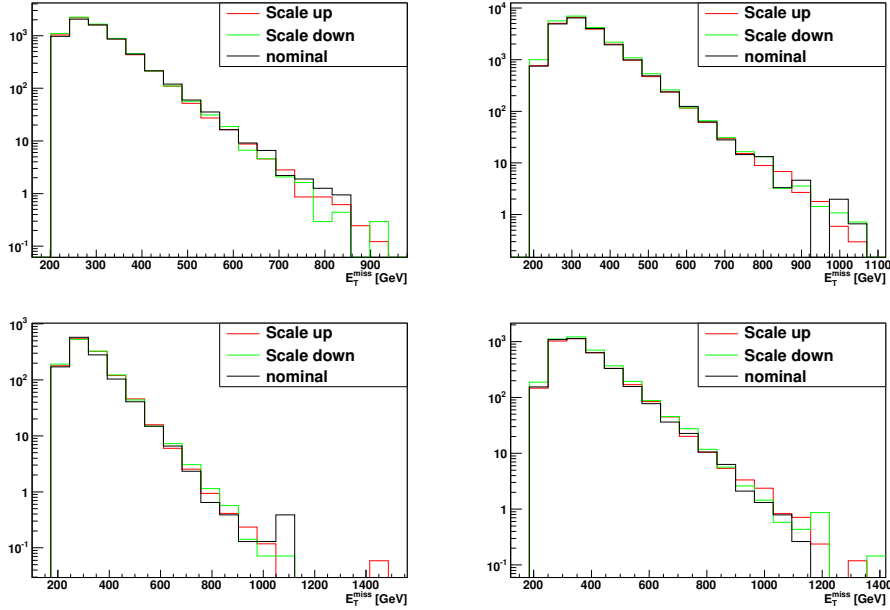 Scale up
Scale down
nominal
10³
10²
10
1
10⁻¹
200 300 400 500 600 700 800 900
E_T^miss [GeV]
Scale up
Scale down
nominal
10⁴
10³
10²
10
1
200 300 400 500 600 700 800 900 1000 1100
E_T^miss [GeV]
Scale up
Scale down
nominal
10³
10²
10
1
10⁻¹
200 400 600 800 1000 1200 1400
E_T^miss [GeV]
Scale up
Scale down
nominal
10³
10²
10
1
10⁻¹
200 400 600 800 1000 1200 1400
E_T^miss [GeV]